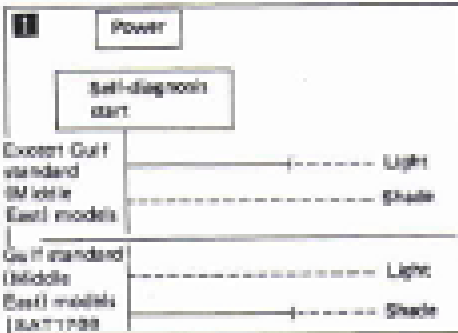 Power
Self-diagnosis
start
Except Gulf
standard
(Middle
East) models
Light
Shade
Gulf standard
(Middle
East) models
Light
Shade